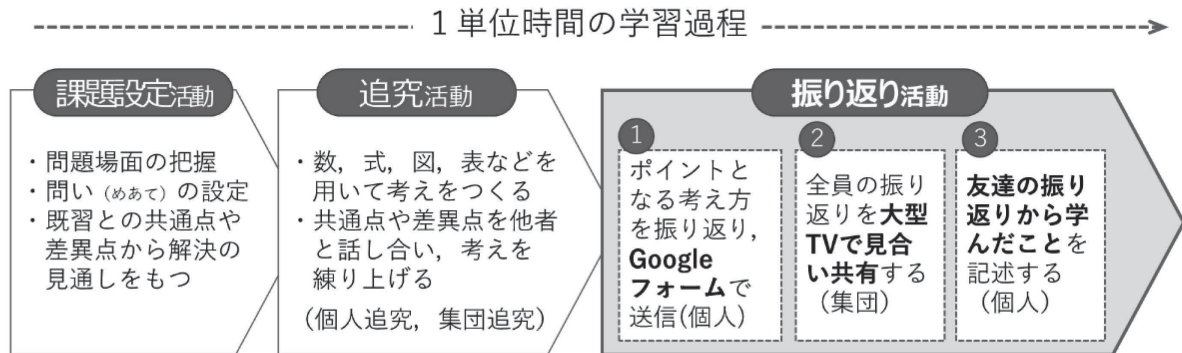 1単位時間の学習過程
課題設定活動
・問題場面の把握
・問い（めあて）の設定
・既習との共通点や
差異点から解決の
見通しをもつ
追究活動
・数，式，図，表などを
用いて考えをつくる
・共通点や差異点を他者
と話し合い，考えを
練り上げる
（個人追究，集団追究）
振り返り活動
1
ポイントと
なる考え方
を振り返り，
Google
フォームで
送信(個人)
2
全員の振り
返りを大型
TVで見合
い共有する
（集団）
3
友達の振り
返りから学
んだことを
記述する
（個人）